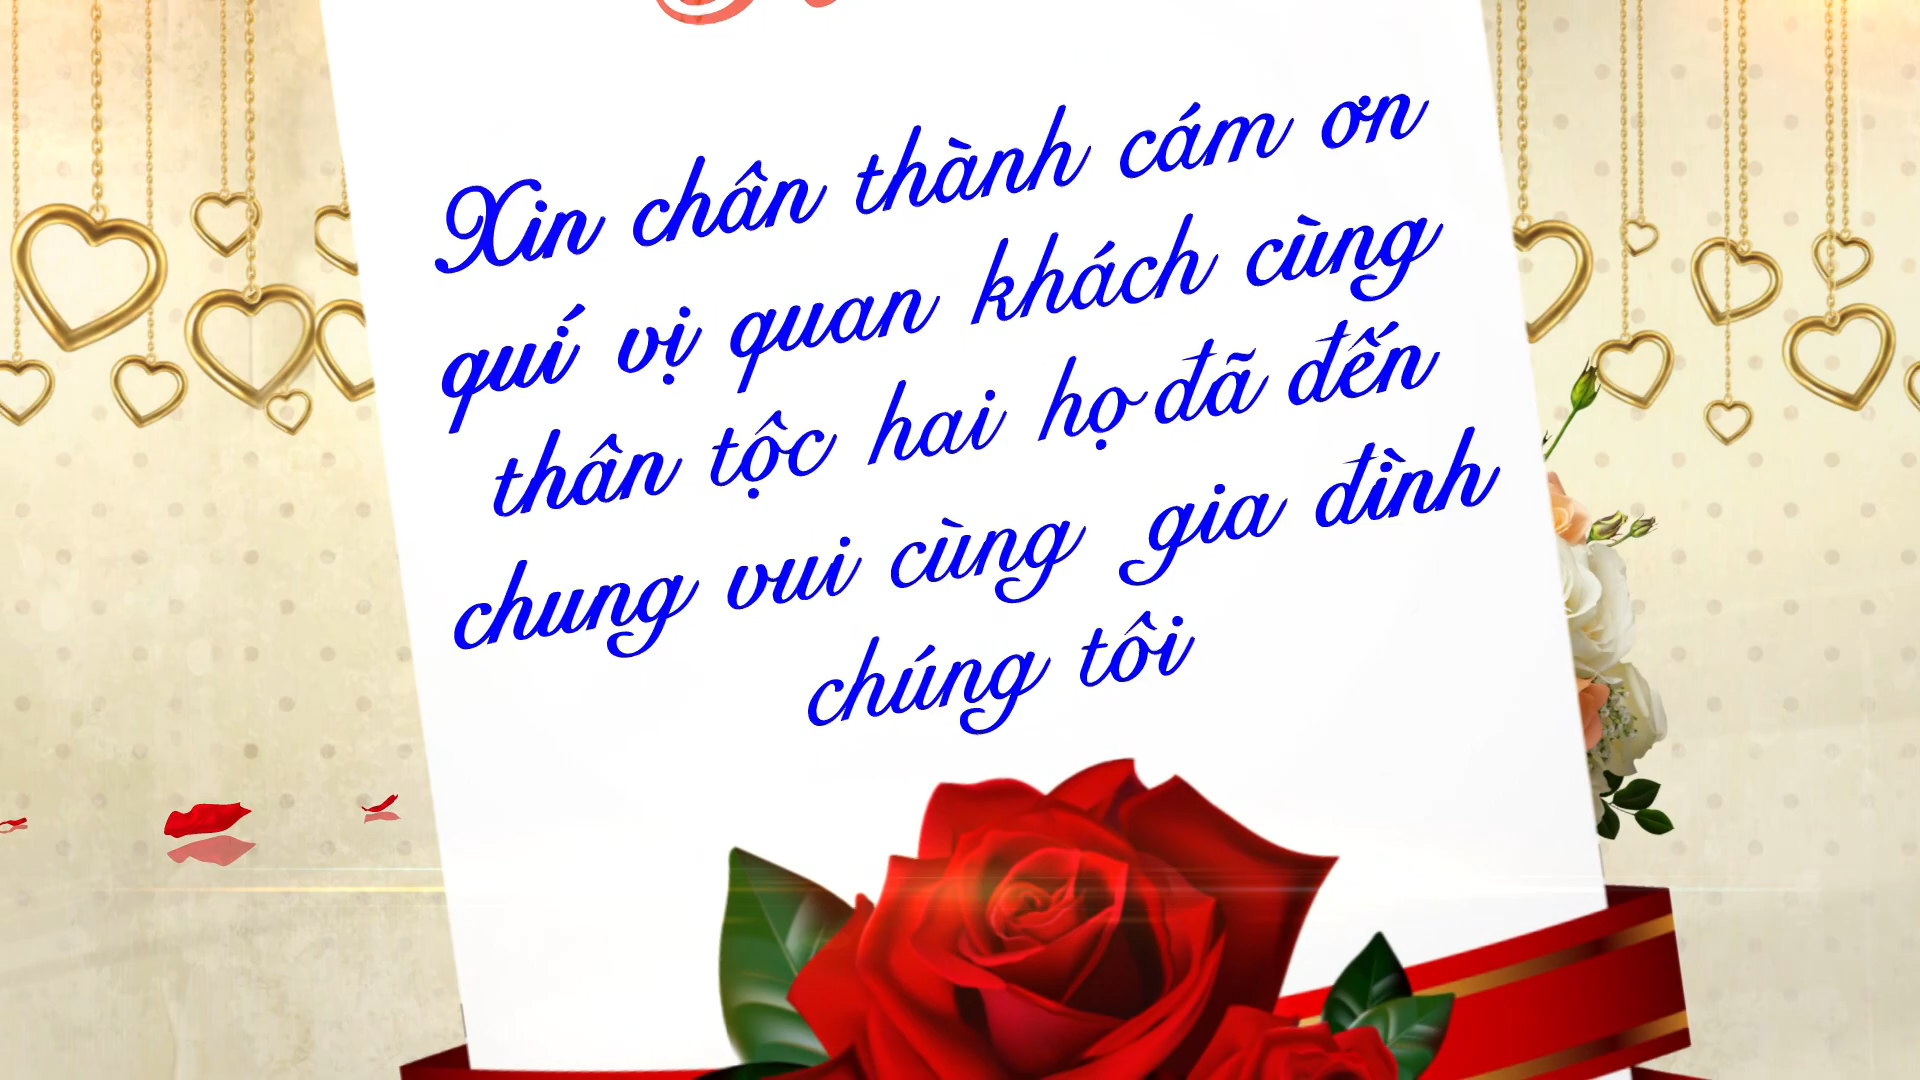 Xin chân thành cám ơn
quí vị quan khách cùng
thân tộc hai họ đã đến
chung vui cùng gia đình
chúng tôi